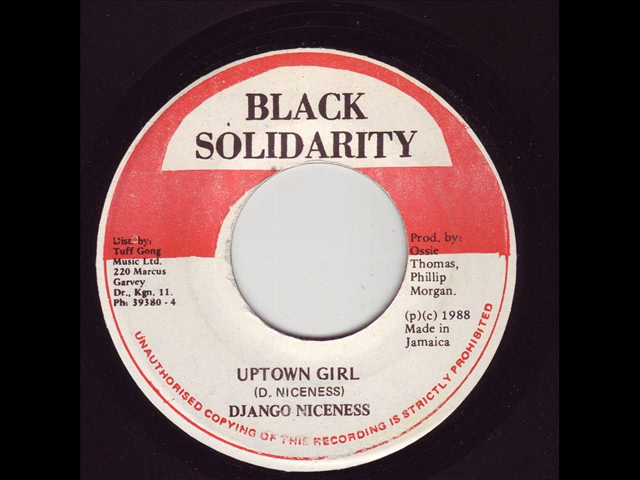 BLACK
SOLIDARITY
Dist. by:
Tuff Gong
Music Ltd.
220 Marcus
Garvey
Dr., Kgn. 11.
Ph: 39380 - 4
Prod. by:
Ossie
Thomas,
Phillip
Morgan.
(p)(c) 1988
Made in
Jamaica
UPTOWN GIRL
(D. NICENESS)
DJANGO NICENESS
UNAUTHORISED COPYING OF THIS RECORDING IS STRICTLY PROHIBITED